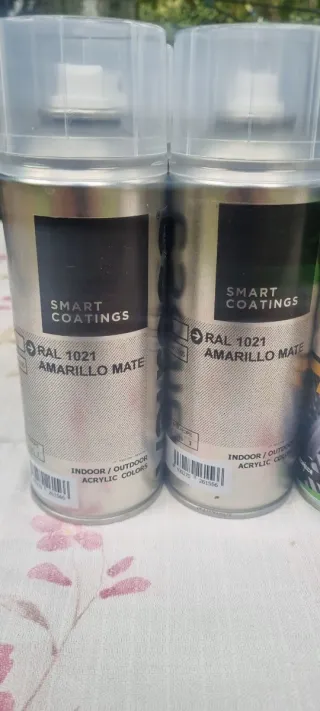 SMART
COATINGS
RAL 1021
AMARILLO MATE
INDOOR / OUTDOOR
ACRYLIC COLORS
SMART
COATINGS
RAL 1021
AMARILLO MATE
INDOOR / OUTDOOR
ACRYLIC COLORS